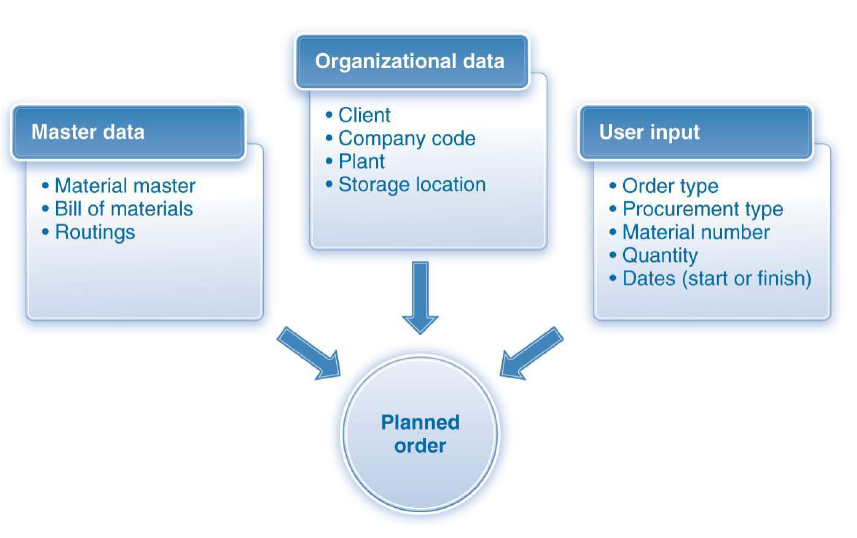 Organizational data
• Client
• Company code
• Plant
• Storage location
Master data
• Material master
• Bill of materials
• Routings
User input
• Order type
• Procurement type
• Material number
• Quantity
• Dates (start or finish)
Planned
order